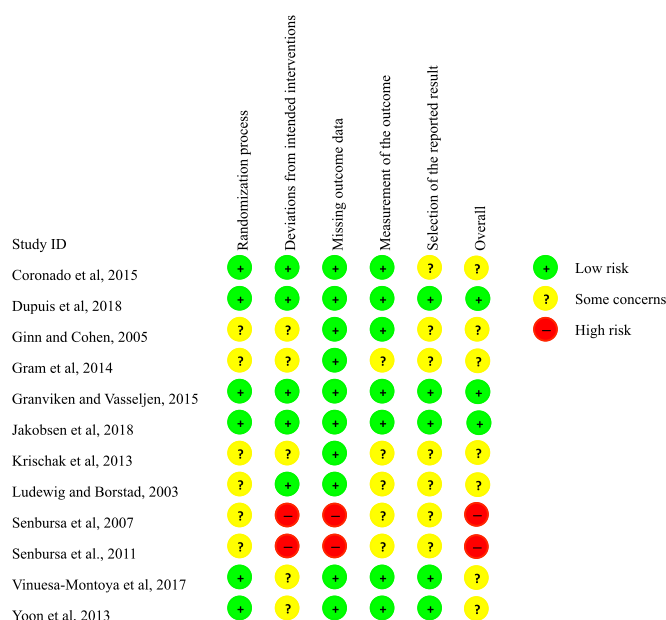 Randomization process
Deviations from intended interventions
Missing outcome data
Measurement of the outcome
Selection of the reported result
Overall
Study ID
Coronado et al, 2015 + + + + ? ?
Dupuis et al, 2018 + + + + + +
Ginn and Cohen, 2005 ? ? + + ? ?
Gram et al, 2014 ? ? + ? ? ?
Granviken and Vasseljen, 2015 + + + + + +
Jakobsen et al, 2018 + + + + + +
Krischak et al, 2013 ? ? + ? ? ?
Ludewig and Borstad, 2003 ? + + ? ? ?
Senbursa et al, 2007 ? – – ? ? –
Senbursa et al., 2011 ? – – ? ? –
Vinuesa-Montoya et al, 2017 + ? + + + ?
Yoon et al, 2013 + ? + + + ?
+ Low risk
? Some concerns
– High risk